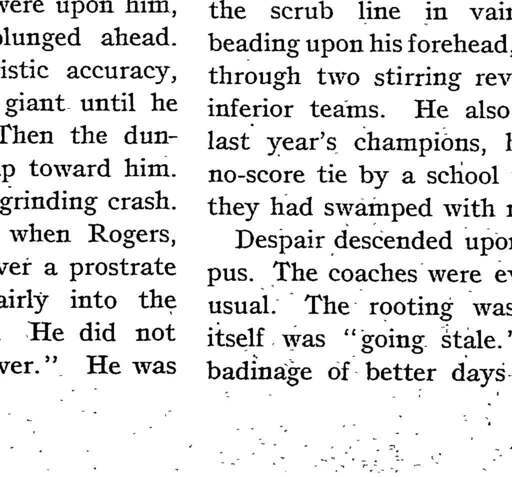 were upon him,
plunged ahead.
istic accuracy,
giant until he
Then the dun-
up toward him.
grinding crash.
when Rogers,
ver a prostrate
airly into the
He did not
ver." He was
the scrub line in vain
beading upon his forehead,
through two stirring rev
inferior teams. He also
last year's champions, h
no-score tie by a school
they had swamped with
Despair descended upon
pus. The coaches were ev
usual. The rooting was
itself was "going stale."
badinage of better days